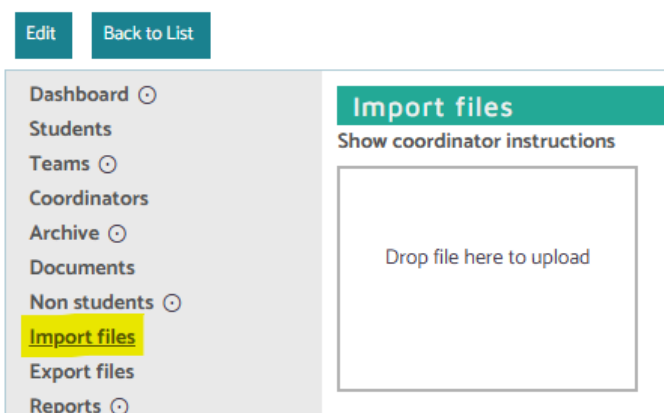 Edit
Back to List
Dashboard
Students
Teams
Coordinators
Archive
Documents
Non students
Import files
Export files
Reports
Import files
Show coordinator instructions
Drop file here to upload